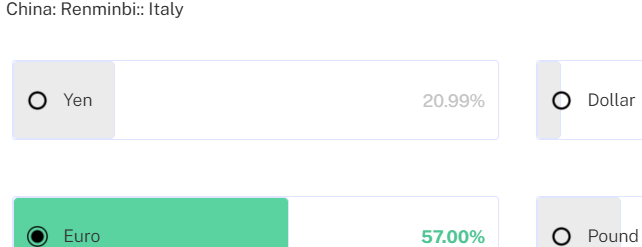 China: Renminbi:: Italy
Yen 20.99% Dollar
Euro 57.00% Pound